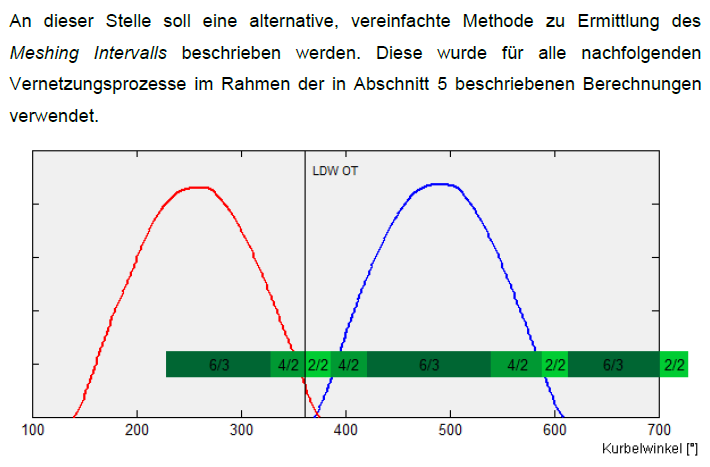 An dieser Stelle soll eine alternative, vereinfachte Methode zu Ermittlung des
Meshing Intervalls beschrieben werden. Diese wurde für alle nachfolgenden
Vernetzungsprozesse im Rahmen der in Abschnitt 5 beschriebenen Berechnungen
verwendet.
LDW OT
6/3 4/2 2/2 4/2 6/3 4/2 2/2 6/3 2/2
100 200 300 400 500 600 700
Kurbelwinkel [°]